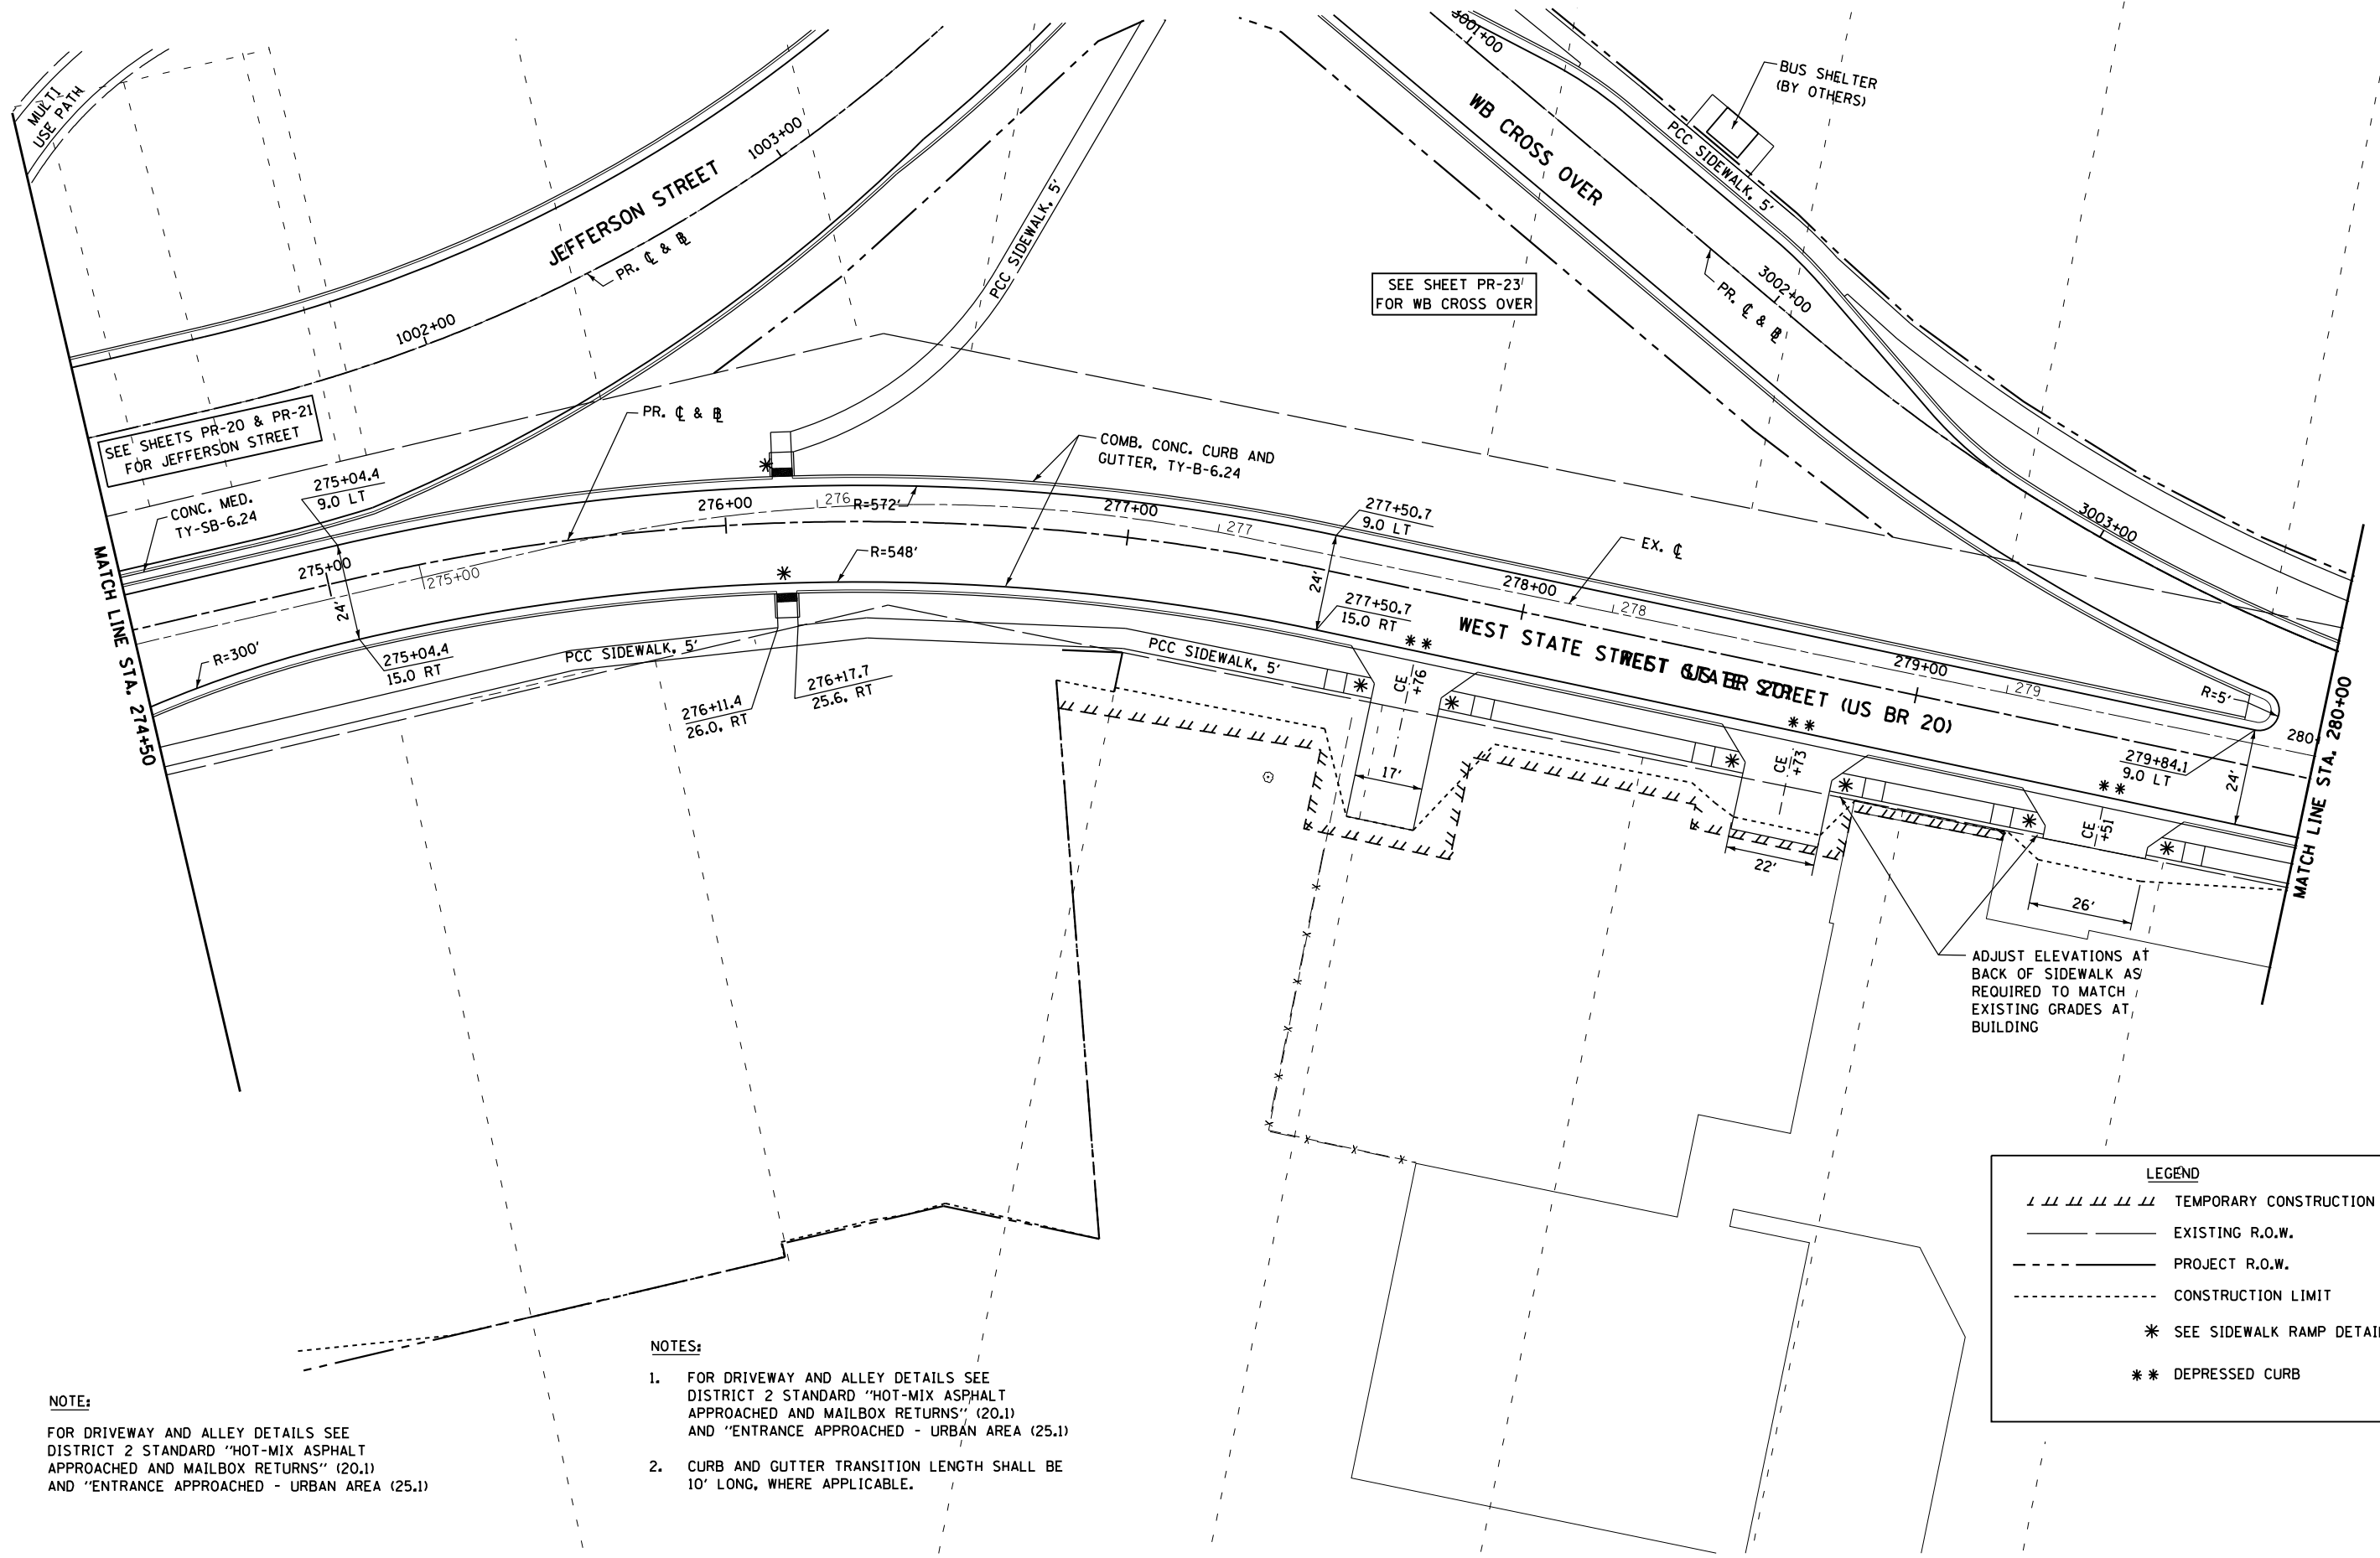 MULTI
USE PATH
JEFFERSON STREET
1003+00
PR. ℄ & B
1002+00
PCC SIDEWALK, 5'
3001+00
WB CROSS OVER
BUS SHELTER
(BY OTHERS)
PCC SIDEWALK, 5'
SEE SHEET PR-23
FOR WB CROSS OVER
3002+00
PR. ℄ & B
3003+00
SEE SHEETS PR-20 & PR-21
FOR JEFFERSON STREET
PR. ℄ & B
COMB. CONC. CURB AND
GUTTER, TY-B-6.24
CONC. MED.
TY-SB-6.24
275+04.4
9.0 LT
276+00
276
R=572'
277+00
277
277+50.7
9.0 LT
EX. ℄
MATCH LINE STA. 274+50
275+00
275+00
24'
R=548'
24'
278+00
278
277+50.7
15.0 RT
**
WEST STATE STREET (US BR 20)
WEST STATE STREET (US BR 20)
279+00
279
R=5'
280+
R=300'
275+04.4
15.0 RT
PCC SIDEWALK, 5'
276+11.4
26.0, RT
276+17.7
25.6, RT
PCC SIDEWALK, 5'
CE
+76
17'
**
CE
+73
22'
279+84.1
9.0 LT
**
24'
CE
+51
26'
MATCH LINE STA. 280+00
ADJUST ELEVATIONS AT
BACK OF SIDEWALK AS
REQUIRED TO MATCH
EXISTING GRADES AT
BUILDING
LEGEND
TEMPORARY CONSTRUCTION
EXISTING R.O.W.
PROJECT R.O.W.
CONSTRUCTION LIMIT
* SEE SIDEWALK RAMP DETAI
** DEPRESSED CURB
NOTE:
FOR DRIVEWAY AND ALLEY DETAILS SEE
DISTRICT 2 STANDARD "HOT-MIX ASPHALT
APPROACHED AND MAILBOX RETURNS" (20.1)
AND "ENTRANCE APPROACHED - URBAN AREA (25.1)
NOTES:
1. FOR DRIVEWAY AND ALLEY DETAILS SEE
DISTRICT 2 STANDARD "HOT-MIX ASPHALT
APPROACHED AND MAILBOX RETURNS" (20.1)
AND "ENTRANCE APPROACHED - URBAN AREA (25.1)
2. CURB AND GUTTER TRANSITION LENGTH SHALL BE
10' LONG, WHERE APPLICABLE.